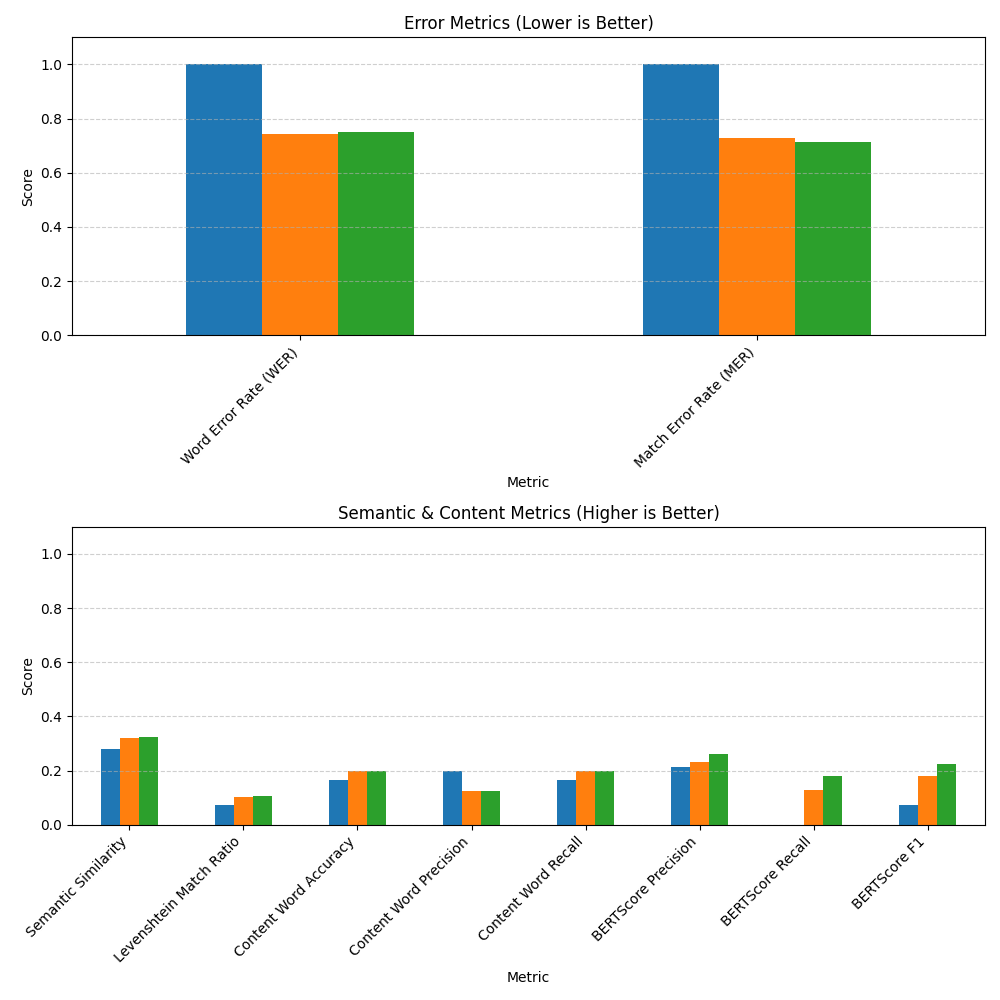 Error Metrics (Lower is Better)
1.0
0.8
0.6
0.4
0.2
0.0
Score
Word Error Rate (WER)
Match Error Rate (MER)
Metric
Semantic & Content Metrics (Higher is Better)
1.0
0.8
0.6
0.4
0.2
0.0
Score
Semantic Similarity
Levenshtein Match Ratio
Content Word Accuracy
Content Word Precision
Content Word Recall
BERTScore Precision
BERTScore Recall
BERTScore F1
Metric